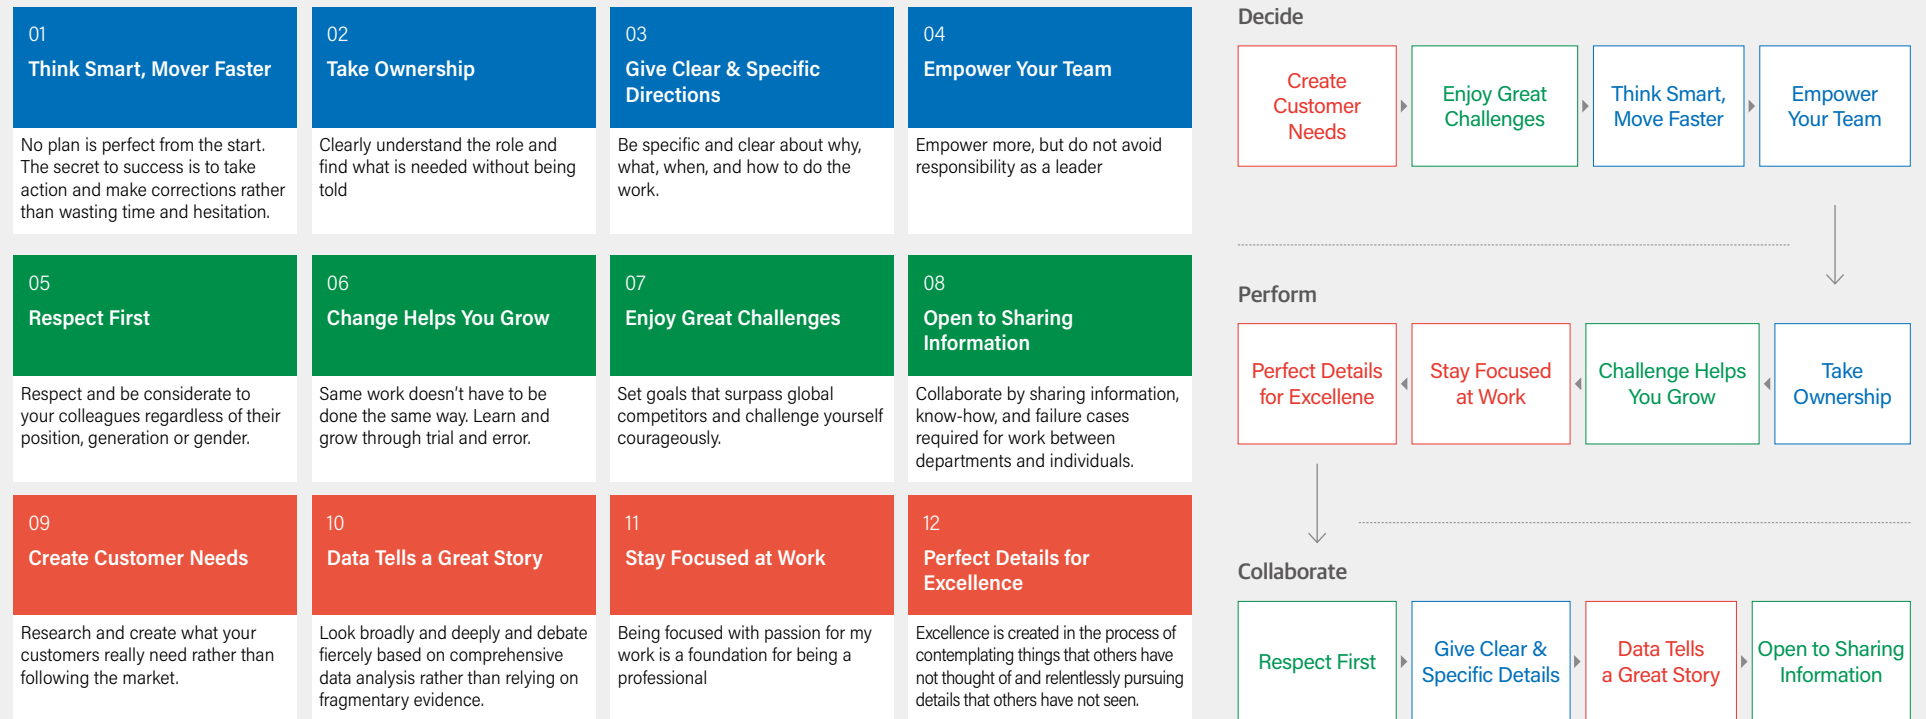 01
Think Smart, Mover Faster
No plan is perfect from the start.
The secret to success is to take
action and make corrections rather
than wasting time and hesitation.
02
Take Ownership
Clearly understand the role and
find what is needed without being
told
03
Give Clear & Specific
Directions
Be specific and clear about why,
what, when, and how to do the
work.
04
Empower Your Team
Empower more, but do not avoid
responsibility as a leader
05
Respect First
Respect and be considerate to
your colleagues regardless of their
position, generation or gender.
06
Change Helps You Grow
Same work doesn't have to be
done the same way. Learn and
grow through trial and error.
07
Enjoy Great Challenges
Set goals that surpass global
competitors and challenge yourself
courageously.
08
Open to Sharing
Information
Collaborate by sharing information,
know-how, and failure cases
required for work between
departments and individuals.
09
Create Customer Needs
Research and create what your
customers really need rather than
following the market.
10
Data Tells a Great Story
Look broadly and deeply and debate
fiercely based on comprehensive
data analysis rather than relying on
fragmentary evidence.
11
Stay Focused at Work
Being focused with passion for my
work is a foundation for being a
professional
12
Perfect Details for
Excellence
Excellence is created in the process of
contemplating things that others have
not thought of and relentlessly pursuing
details that others have not seen.
Decide
Create
Customer
Needs
Enjoy Great
Challenges
Think Smart,
Move Faster
Empower
Your Team
Perform
Perfect Details
for Excellene
Stay Focused
at Work
Challenge Helps
You Grow
Take
Ownership
Collaborate
Respect First
Give Clear &
Specific Details
Data Tells
a Great Story
Open to Sharing
Information